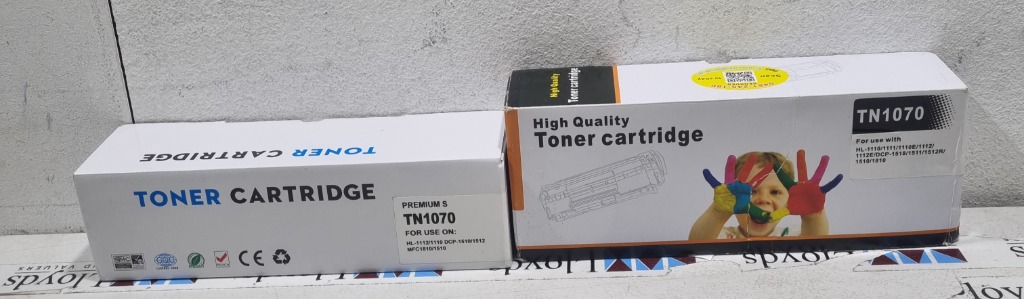 TONER CARTRIDGE
TONER CARTRIDGE
PREMIUM S
TN1070
FOR USE ON:
HL-1112/1110 DCP-1510/1512
MFC1810/1510
CE
High Quality
Toner cartridge
High Quality
Toner cartridge
TN1070
For use with
HL-1110/1111/1110E/1112/
1112E/DCP-1518/1511/1512R/
1510/1810
Lloyds
Lloyds
Lloyds